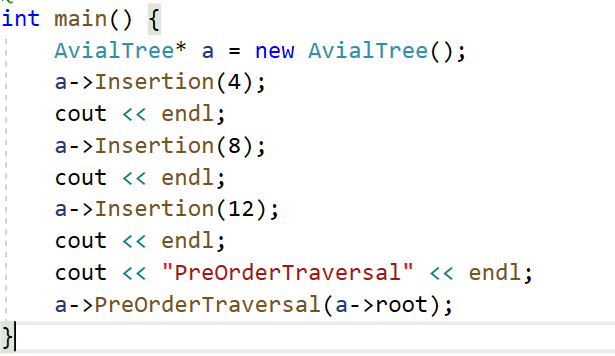 int main() {
    AvialTree* a = new AvialTree();
    a->Insertion(4);
    cout << endl;
    a->Insertion(8);
    cout << endl;
    a->Insertion(12);
    cout << endl;
    cout << "PreOrderTraversal" << endl;
    a->PreOrderTraversal(a->root);
}